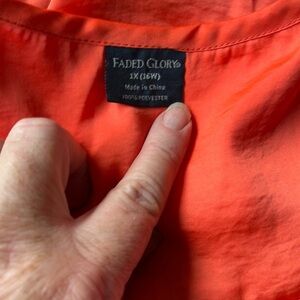 FADED GLORY®
1X (16W)
Made in China
100% POLYESTER